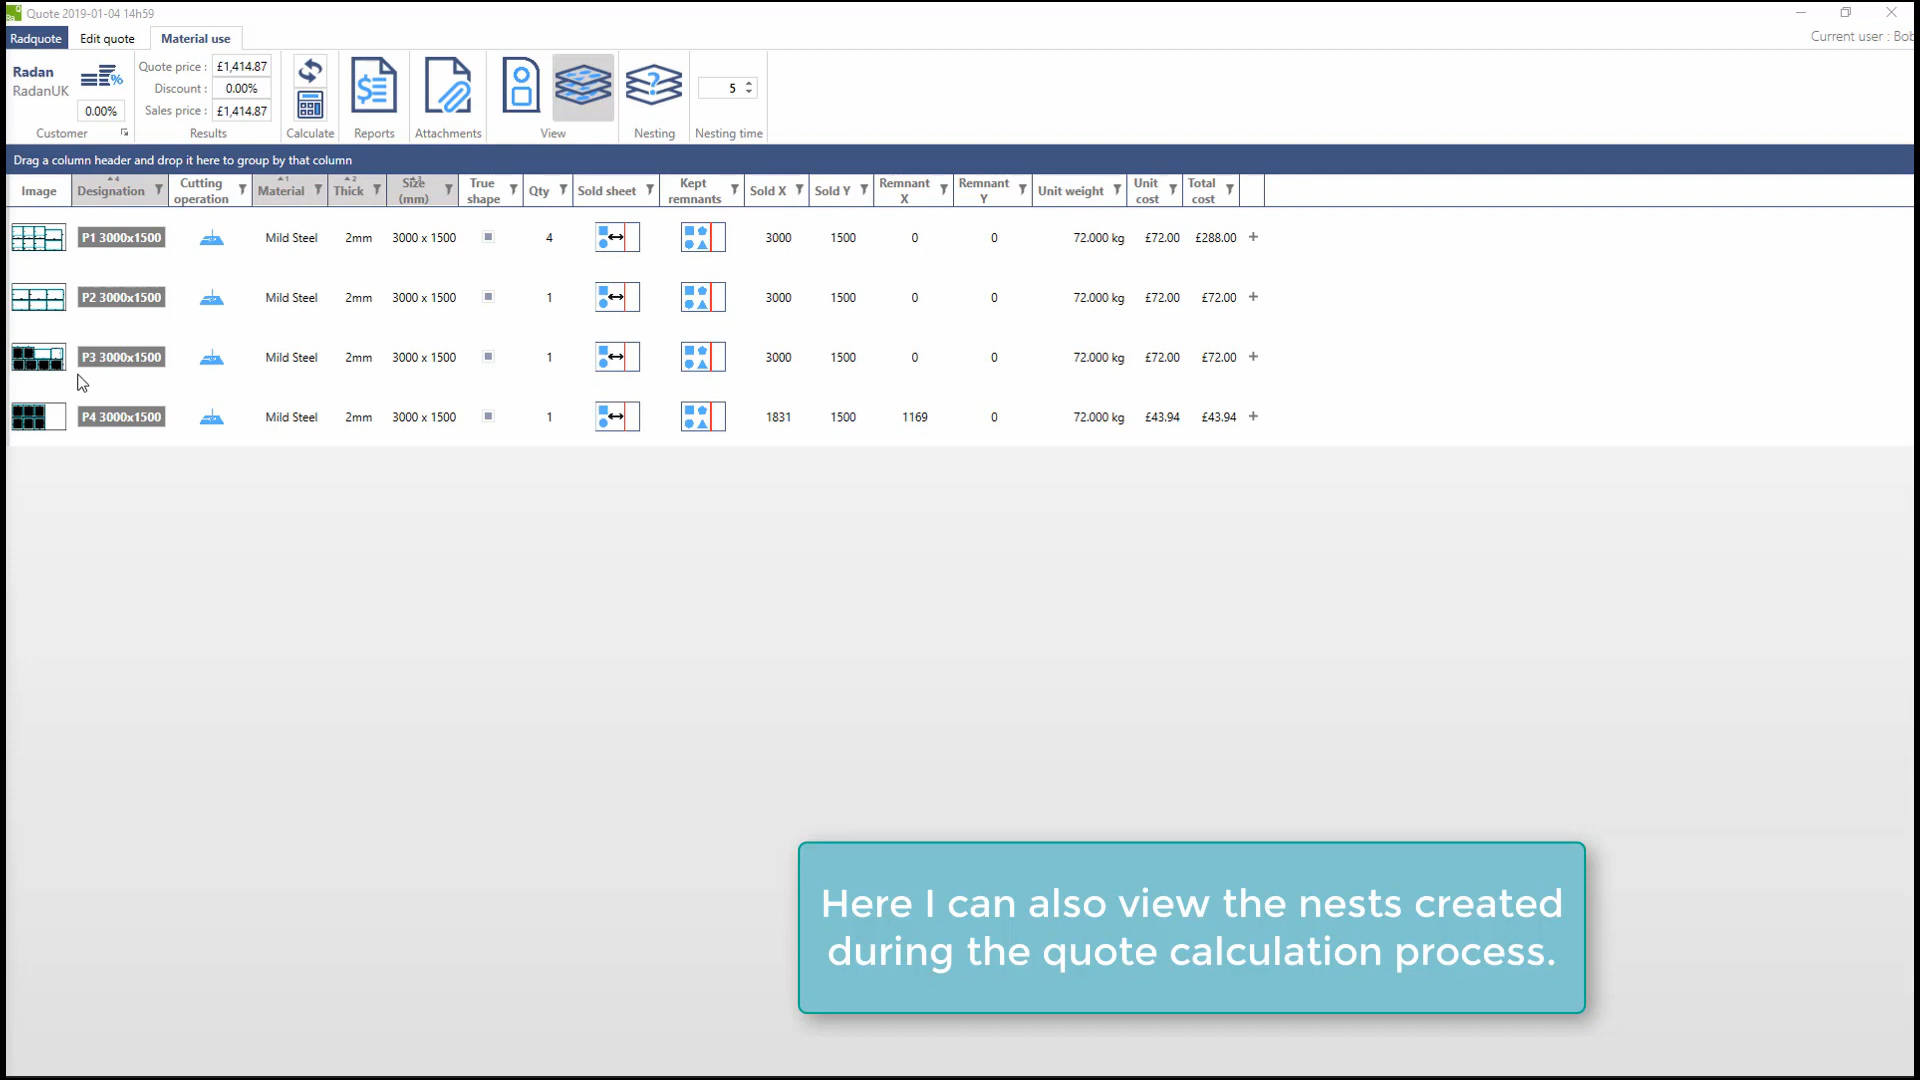 Quote 2019-01-04 14h59
Radquote Edit quote Material use
Current user : Bob
Radan
RadanUK
0.00%
Customer
Quote price : £1,414.87
Discount : 0.00%
Sales price : £1,414.87
Results
Calculate
Reports
Attachments
View
Nesting
5
Nesting time
Drag a column header and drop it here to group by that column
Image Designation Cutting operation Material Thick Size (mm) True shape Qty Sold sheet Kept remnants Sold X Sold Y Remnant X Remnant Y Unit weight Unit cost Total cost
P1 3000x1500 Mild Steel 2mm 3000 x 1500 4 3000 1500 0 0 72.000 kg £72.00 £288.00 +
P2 3000x1500 Mild Steel 2mm 3000 x 1500 1 3000 1500 0 0 72.000 kg £72.00 £72.00 +
P3 3000x1500 Mild Steel 2mm 3000 x 1500 1 3000 1500 0 0 72.000 kg £72.00 £72.00 +
P4 3000x1500 Mild Steel 2mm 3000 x 1500 1 1831 1500 1169 0 72.000 kg £43.94 £43.94 +
Here I can also view the nests created
during the quote calculation process.